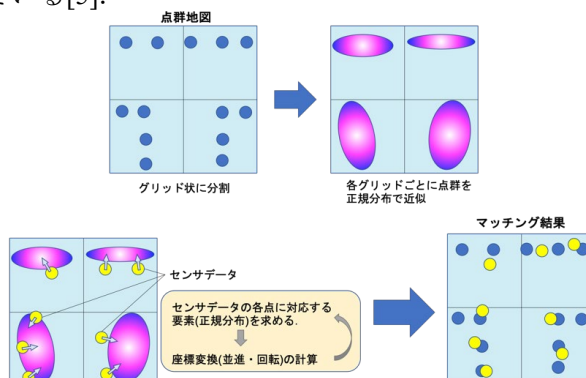 いる[5].
点群地図
グリッド状に分割
各グリッドごとに点群を
正規分布で近似
マッチング結果
センサデータ
センサデータの各点に対応する
要素(正規分布)を求める.
座標変換(並進・回転)の計算